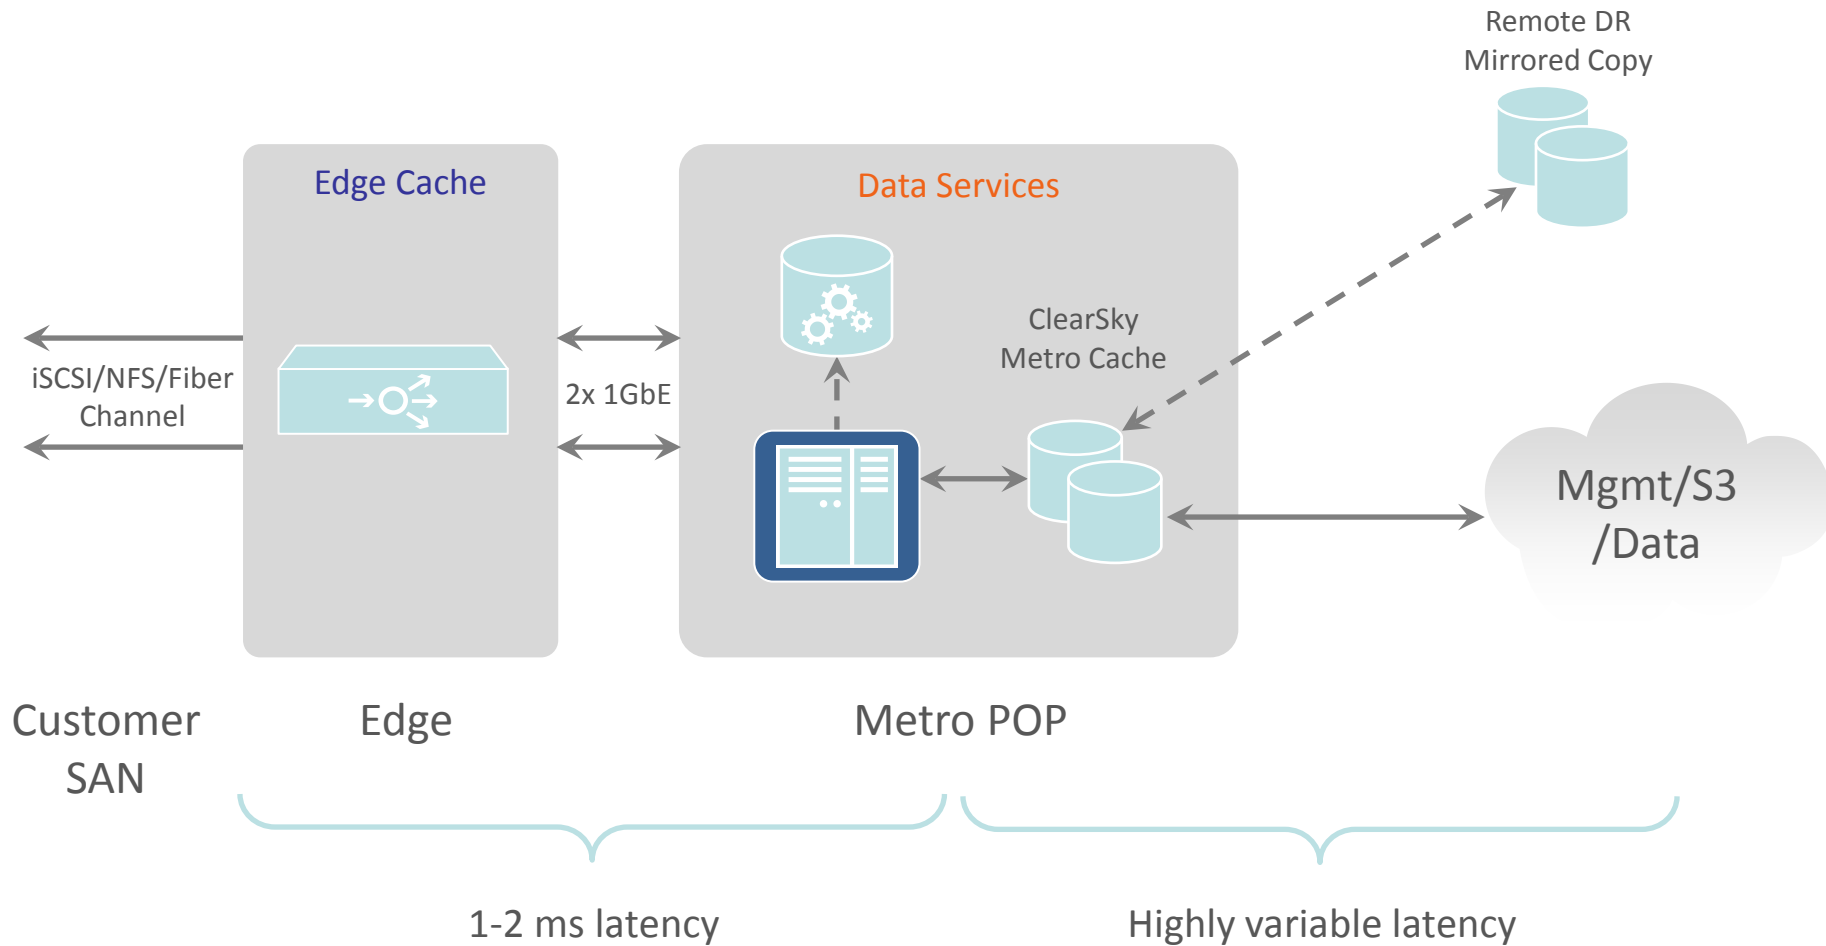 Remote DR
Mirrored Copy
Edge Cache
Data Services
ClearSky
Metro Cache
iSCSI/NFS/Fiber
Channel
2x 1GbE
Mgmt/S3
/Data
Customer
SAN
Edge
Metro POP
1-2 ms latency
Highly variable latency